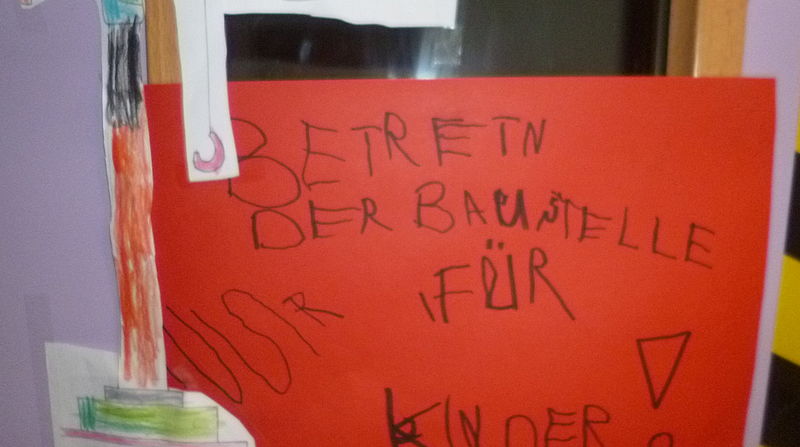 BETRETN
DER BAUSTELLE
FÜR
KINDER !